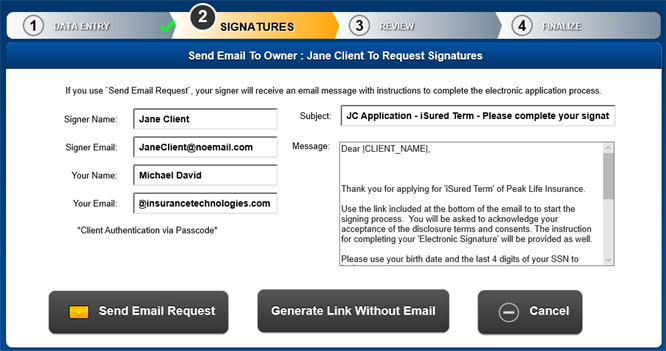 1 DATA ENTRY 2 SIGNATURES 3 REVIEW 4 FINALIZE
Send Email To Owner : Jane Client To Request Signatures
If you use `Send Email Request`, your signer will receive an email message with instructions to complete the electronic application process.
Signer Name: Jane Client
Subject: JC Application - iSured Term - Please complete your signat
Signer Email: JaneClient@noemail.com
Your Name: Michael David
Your Email: @insurancetechnologies.com
*Client Authentication via Passcode*
Message: Dear |CLIENT_NAME|,
Thank you for applying for 'iSured Term' of Peak Life Insurance.
Use the link included at the bottom of the email to to start the
signing process. You will be asked to acknowledge your
acceptance of the disclosure terms and consents. The instruction
for completing your 'Electronic Signature' will be provided as well.
Please use your birth date and the last 4 digits of your SSN to
Send Email Request
Generate Link Without Email
Cancel